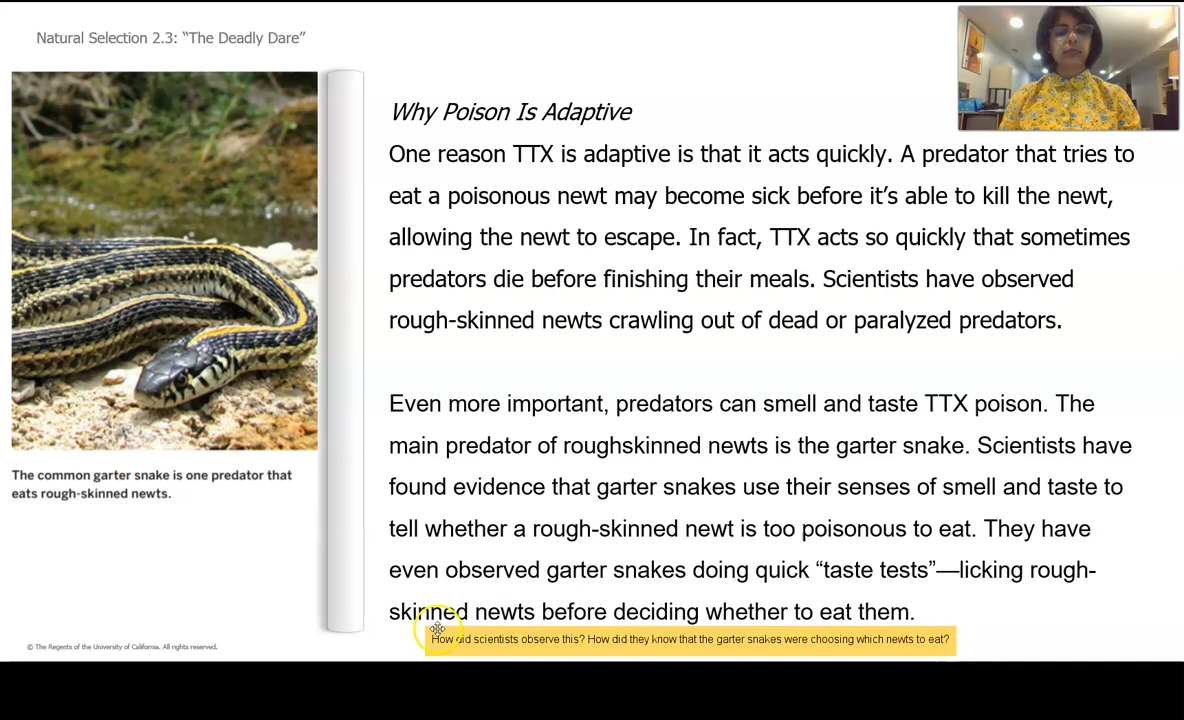 Natural Selection 2.3: “The Deadly Dare”
Why Poison Is Adaptive
One reason TTX is adaptive is that it acts quickly. A predator that tries to
eat a poisonous newt may become sick before it’s able to kill the newt,
allowing the newt to escape. In fact, TTX acts so quickly that sometimes
predators die before finishing their meals. Scientists have observed
rough-skinned newts crawling out of dead or paralyzed predators.
Even more important, predators can smell and taste TTX poison. The
main predator of roughskinned newts is the garter snake. Scientists have
found evidence that garter snakes use their senses of smell and taste to
tell whether a rough-skinned newt is too poisonous to eat. They have
even observed garter snakes doing quick “taste tests”—licking rough-
skinned newts before deciding whether to eat them.
How did scientists observe this? How did they know that the garter snakes were choosing which newts to eat?
The common garter snake is one predator that
eats rough-skinned newts.
© The Regents of the University of California. All rights reserved.